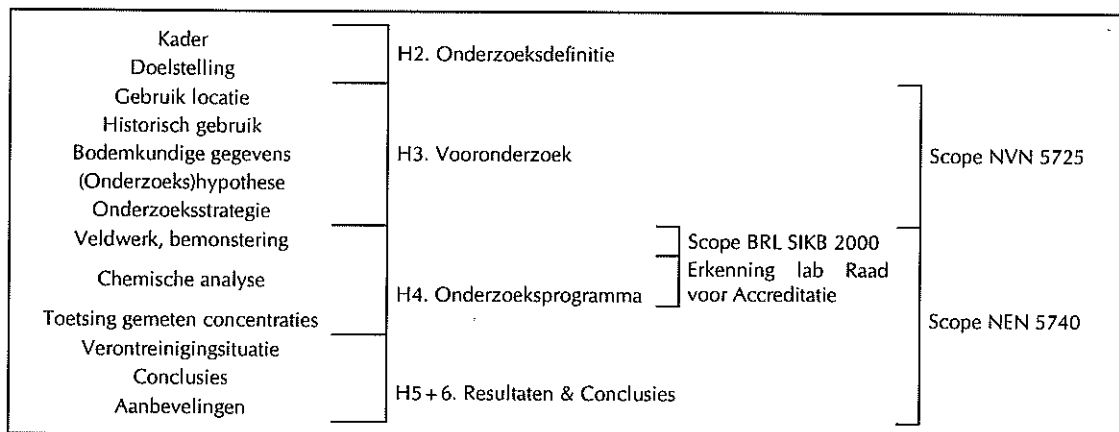 Kader
Doelstelling
H2. Onderzoeksdefinitie
Gebruik locatie
Historisch gebruik
Bodemkundige gegevens
(Onderzoeks)hypothese
Onderzoeksstrategie
H3. Vooronderzoek
Scope NVN 5725
Veldwerk, bemonstering
Chemische analyse
Toetsing gemeten concentraties
H4. Onderzoeksprogramma
Scope BRL SIKB 2000
Erkenning lab Raad
voor Accreditatie
Scope NEN 5740
Verontreinigingsituatie
Conclusies
Aanbevelingen
H5+6. Resultaten & Conclusies